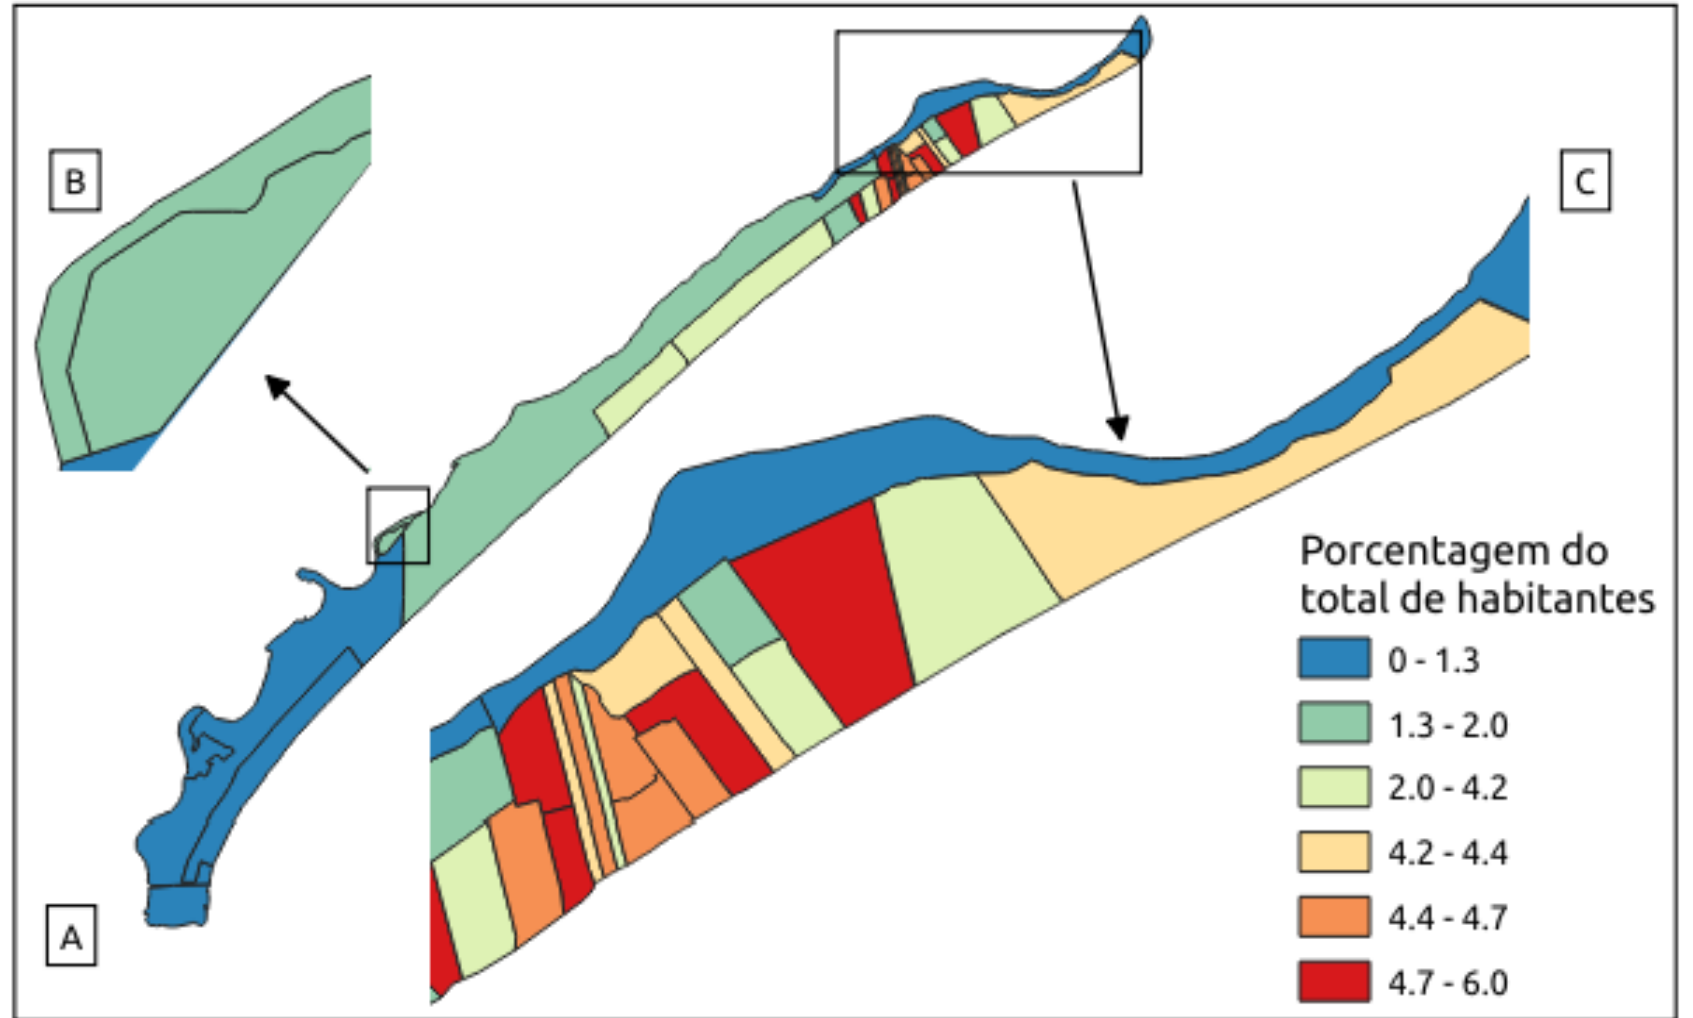 B
C
A
Porcentagem do
total de habitantes
0 - 1.3
1.3 - 2.0
2.0 - 4.2
4.2 - 4.4
4.4 - 4.7
4.7 - 6.0